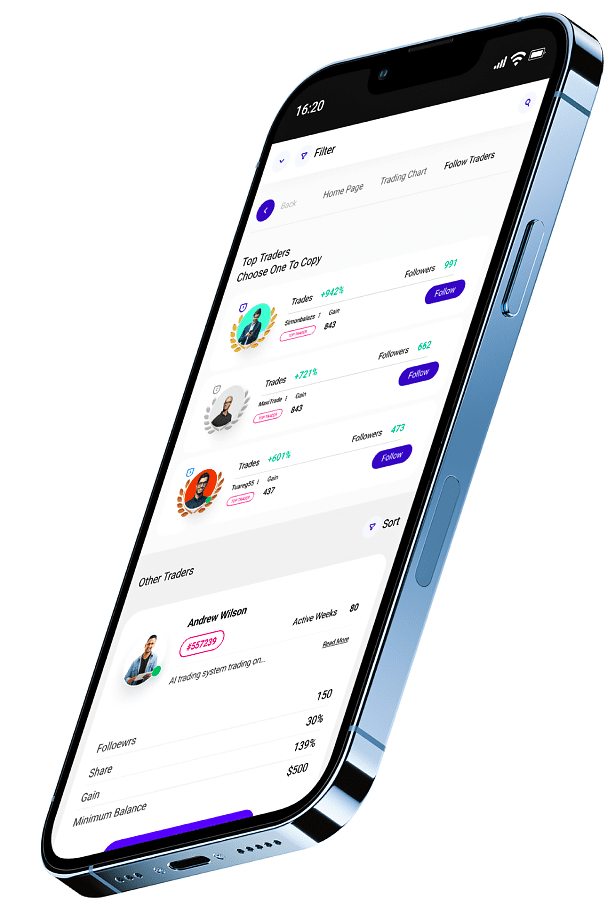 16:20
Filter
Back Home Page Trading Chart Follow Traders
Top Traders
Choose One To Copy
Trades +942% Followers 991
Simonbalazs Gain
TOP TRADER 843 Follow
Trades +721% Followers 682
MaxiTrade Gain
TOP TRADER 843 Follow
Trades +601% Followers 473
Tuareg55 Gain
TOP TRADER 437 Follow
Sort
Other Traders
Andrew Wilson Active Weeks 80
#557239
AI trading system trading on... Read More
Folloewrs 150
Share 30%
Gain 139%
Minimum Balance $500